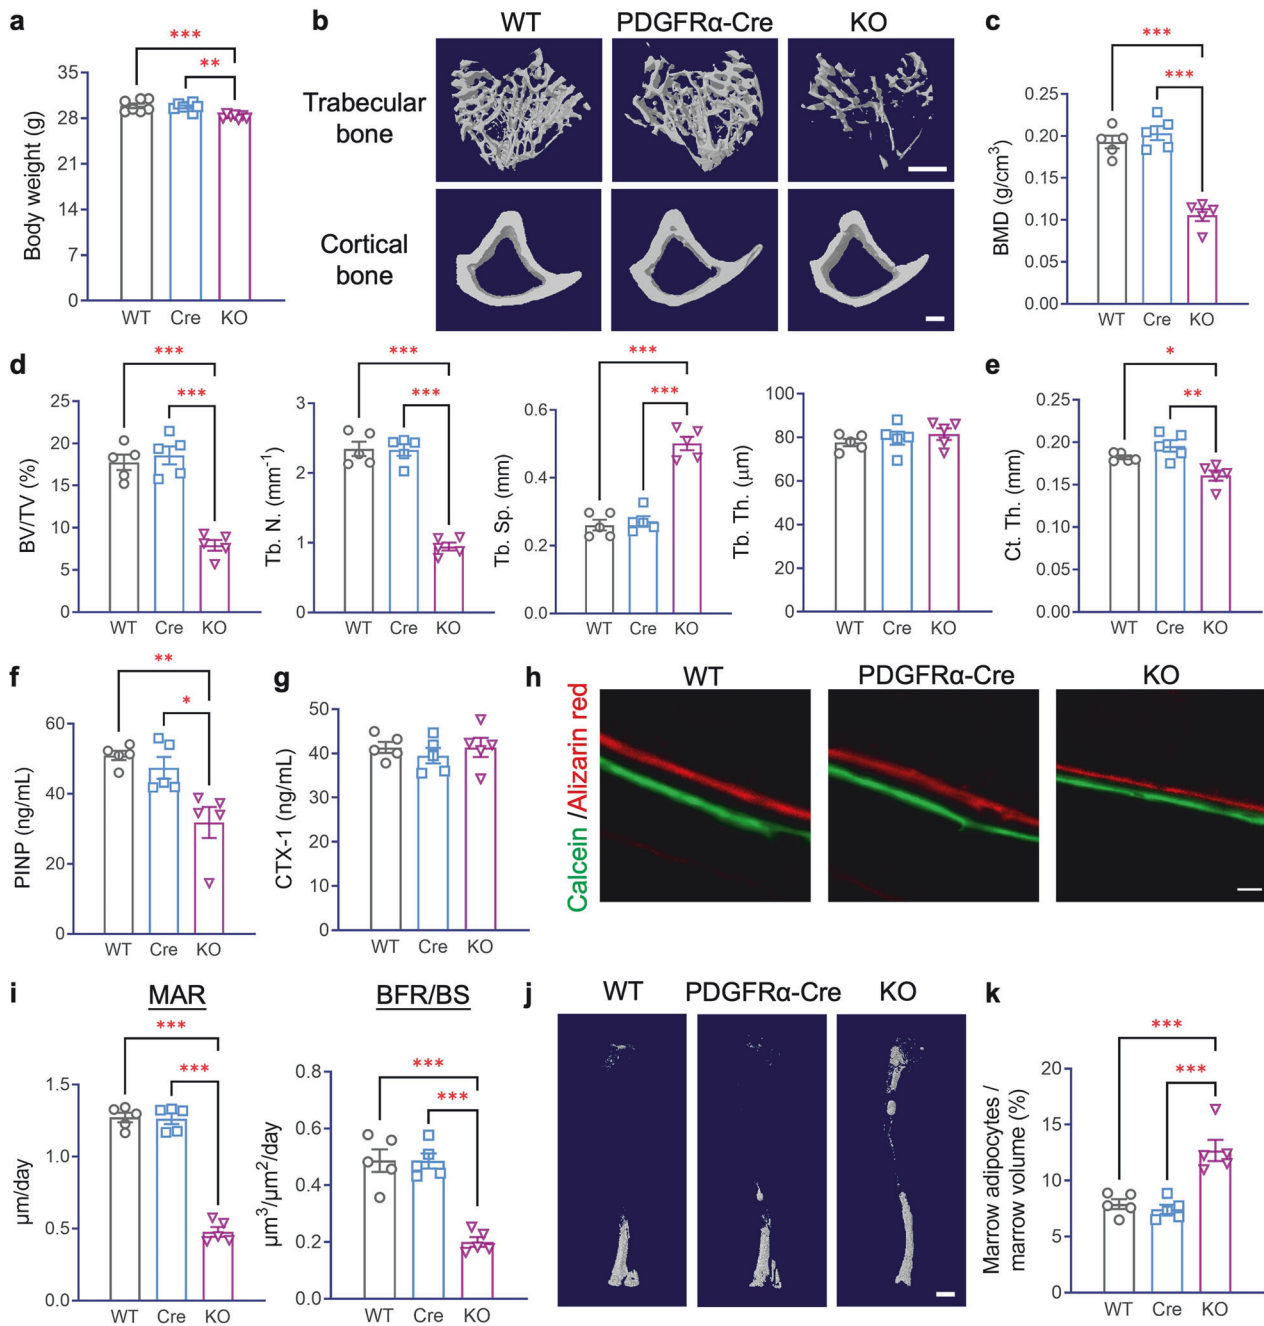 a
***
**
Body weight (g)
35
28
21
14
7
0
WT Cre KO
b
WT PDGFRα-Cre KO
Trabecular
bone
Cortical
bone
c
***
***
BMD (g/cm³)
0.25
0.20
0.15
0.10
0.05
0.00
WT Cre KO
d
***
***
BV/TV (%)
25
20
15
10
5
0
WT Cre KO
***
***
Tb. N. (mm⁻¹)
3
2
1
0
WT Cre KO
***
***
Tb. Sp. (mm)
0.6
0.4
0.2
0.0
WT Cre KO
Tb. Th. (µm)
100
80
60
40
20
0
WT Cre KO
e
*
**
Ct. Th. (mm)
0.25
0.20
0.15
0.10
0.05
0.00
WT Cre KO
f
**
*
PINP (ng/mL)
60
40
20
0
WT Cre KO
g
CTX-1 (ng/mL)
50
40
30
20
10
0
WT Cre KO
h
WT PDGFRα-Cre KO
Calcein /Alizarin red
i
MAR
***
***
µm/day
1.5
1.0
0.5
0.0
WT Cre KO
BFR/BS
***
***
µm³/µm²/day
0.8
0.6
0.4
0.2
0.0
WT Cre KO
j
WT PDGFRα-Cre KO
k
***
***
Marrow adipocytes /
marrow volume (%)
20
15
10
5
0
WT Cre KO